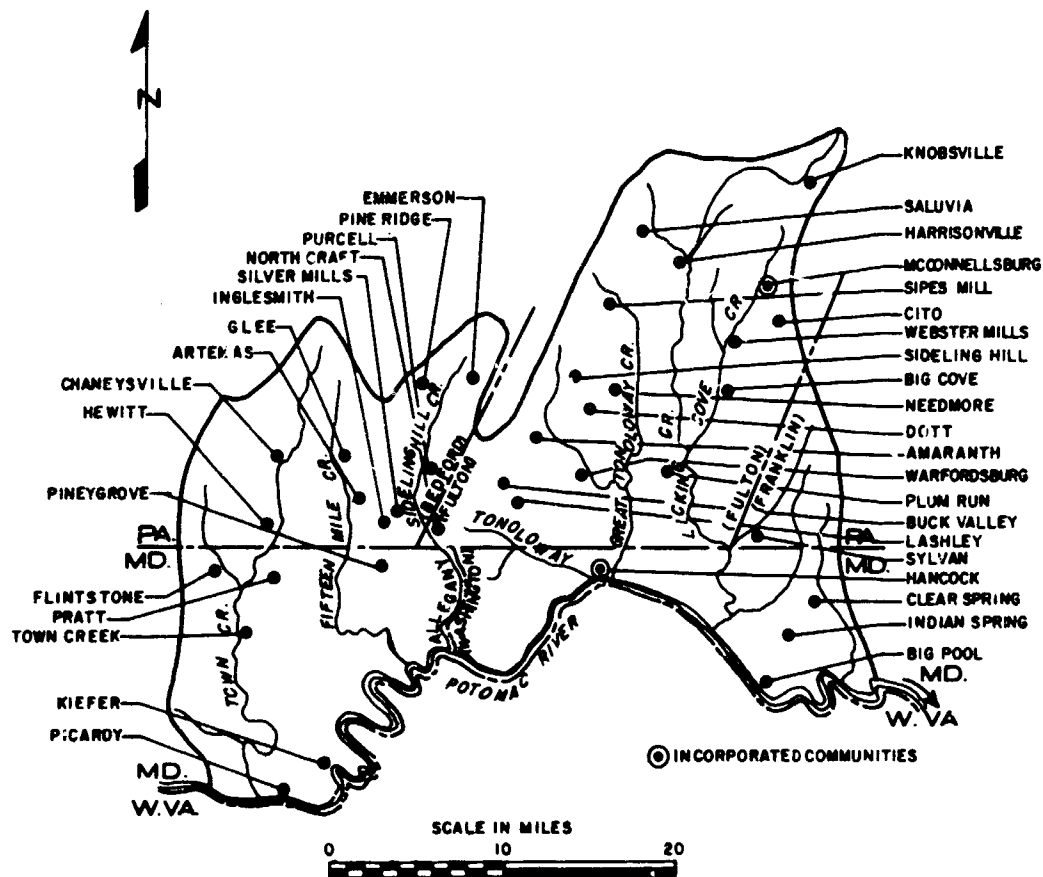 N
EMMERSON
PINE RIDGE
PURCELL
NORTH CRAFT
SILVER MILLS
INGLESMITH
GLEE
ARTEMAS
CHANEYSVILLE
HEWITT
PINEYGROVE
PA.
MD.
FLINTSTONE
PRATT
TOWN CREEK
KIEFER
PICARDY
MD.
W.VA.
KNOBSVILLE
SALUVIA
HARRISONVILLE
MCCONNELLSBURG
SIPES MILL
CITO
WEBSTER MILLS
SIDELING HILL
BIG COVE
NEEDMORE
DOTT
AMARANTH
WARFORDSBURG
PLUM RUN
BUCK VALLEY
LASHLEY
SYLVAN
HANCOCK
CLEAR SPRING
INDIAN SPRING
BIG POOL
PA.
MD.
MD.
W.VA
TOWN CR.
FIFTEEN MILE CR.
SIDELING HILL CR.
(BEDFORD)
(FULTON)
(ALLEGANY)
(WASHINGTON)
TONOLOWAY
GREAT TONOLOWAY CR.
LICKING CR.
COVE CR.
(FULTON)
(FRANKLIN)
POTOMAC RIVER
INCORPORATED COMMUNITIES
SCALE IN MILES
0 10 20